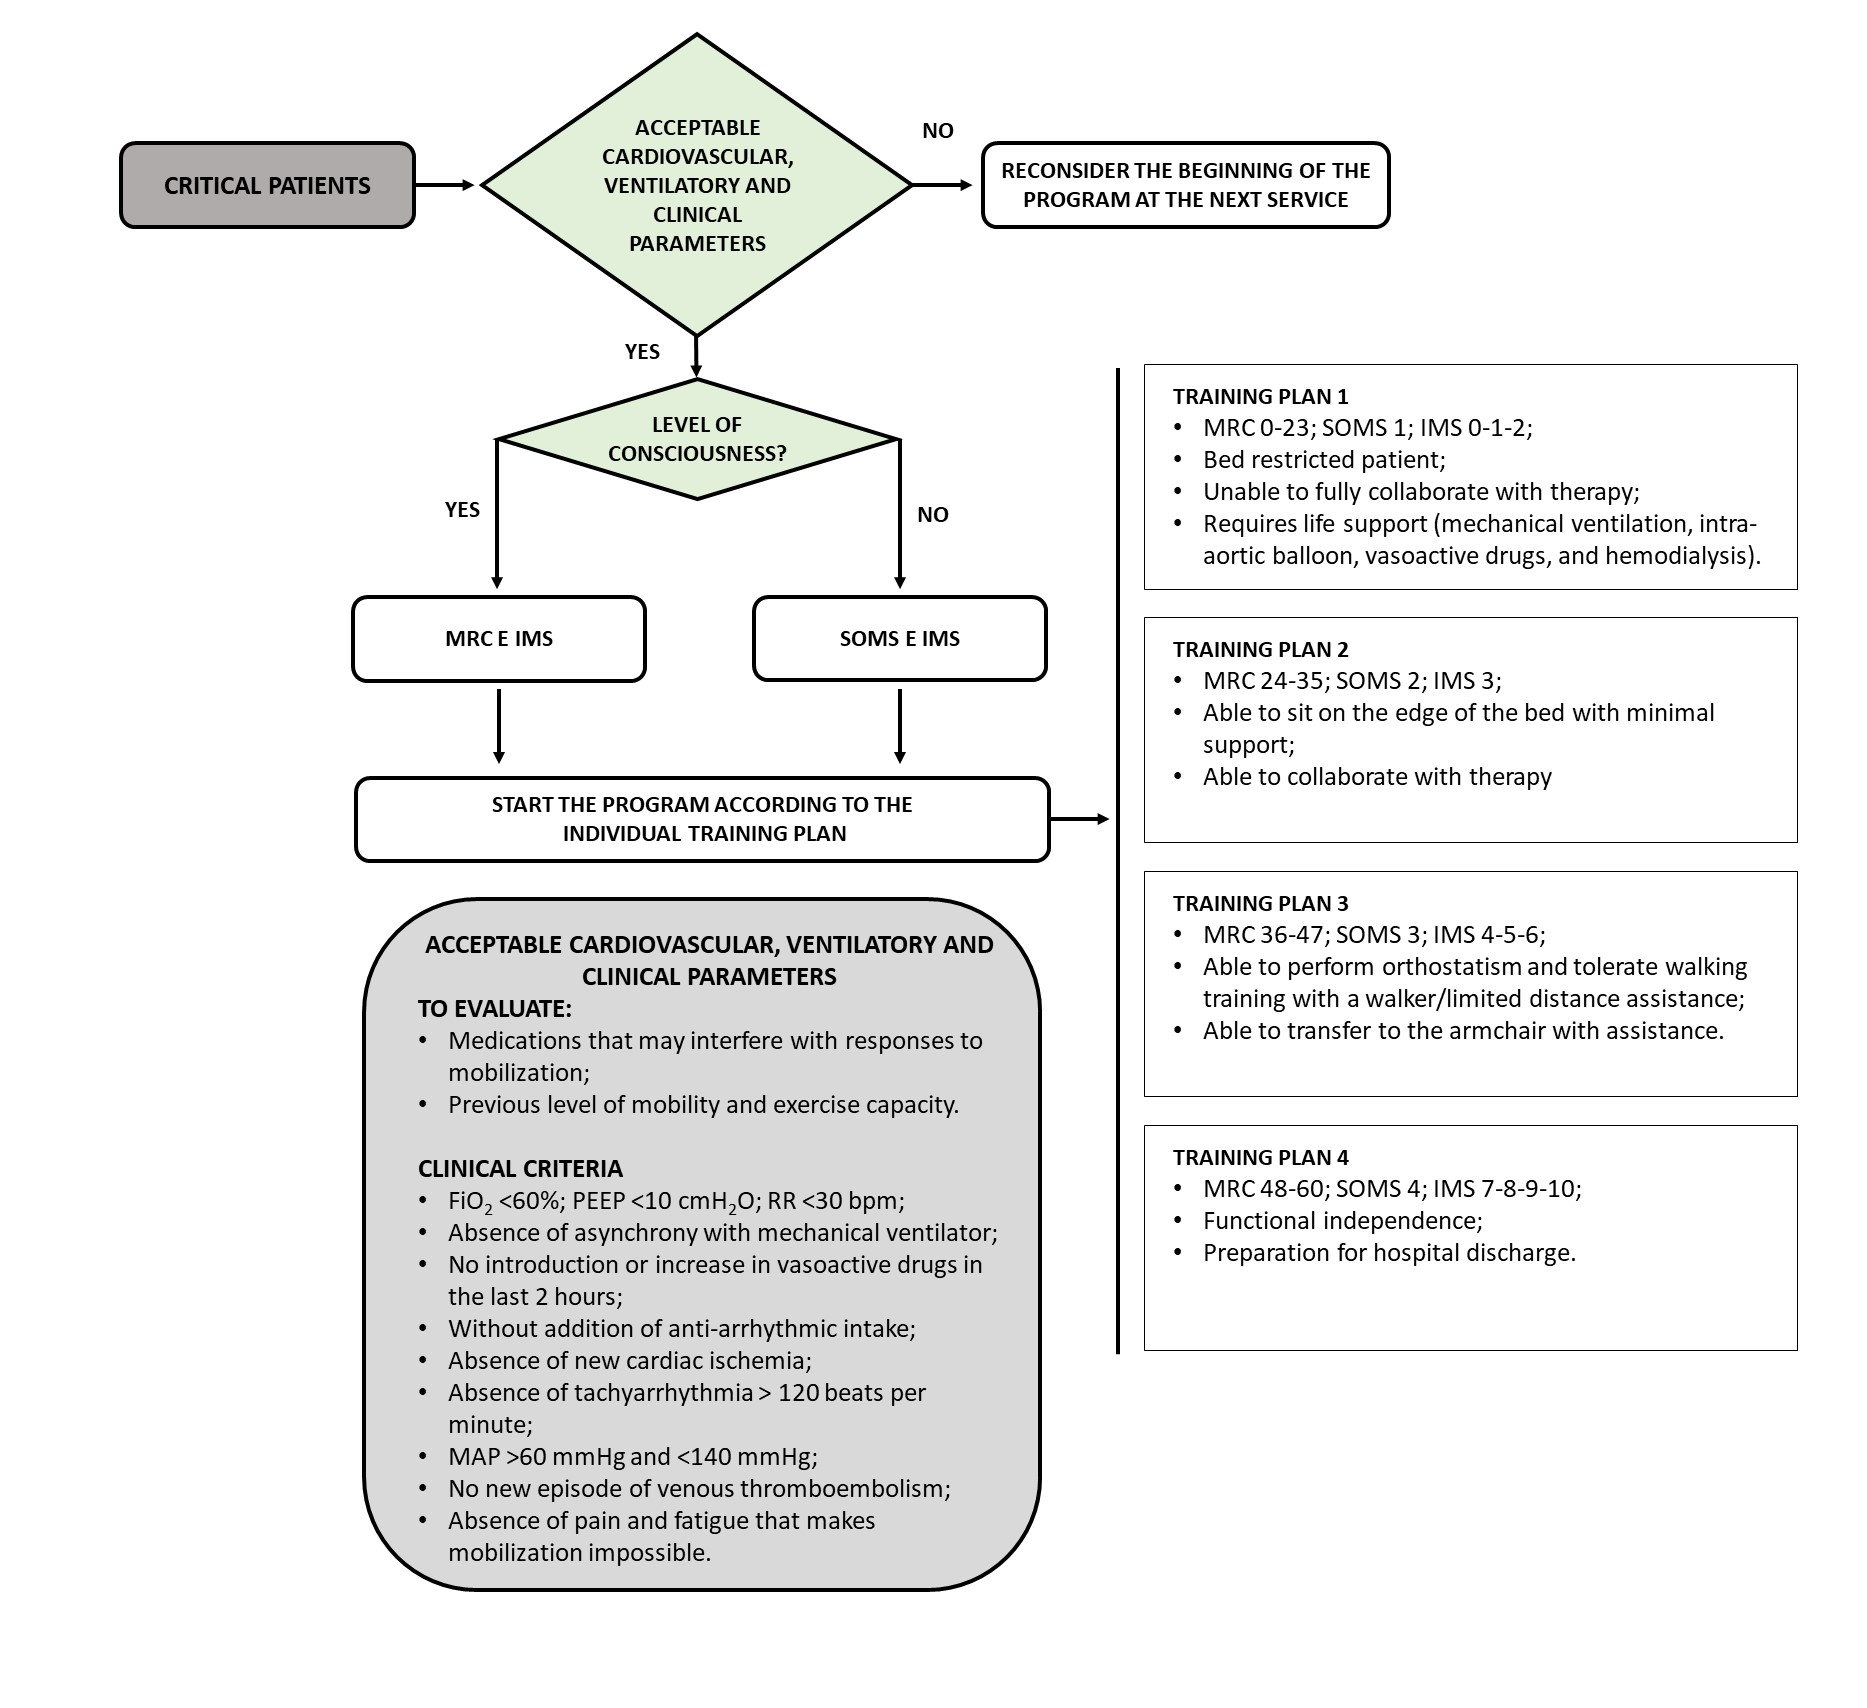 CRITICAL PATIENTS
ACCEPTABLE
CARDIOVASCULAR,
VENTILATORY AND
CLINICAL
PARAMETERS
NO
RECONSIDER THE BEGINNING OF THE
PROGRAM AT THE NEXT SERVICE
YES
LEVEL OF
CONSCIOUSNESS?
YES
NO
MRC E IMS
SOMS E IMS
START THE PROGRAM ACCORDING TO THE
INDIVIDUAL TRAINING PLAN
TRAINING PLAN 1
• MRC 0-23; SOMS 1; IMS 0-1-2;
• Bed restricted patient;
• Unable to fully collaborate with therapy;
• Requires life support (mechanical ventilation, intra-
aortic balloon, vasoactive drugs, and hemodialysis).
TRAINING PLAN 2
• MRC 24-35; SOMS 2; IMS 3;
• Able to sit on the edge of the bed with minimal
support;
• Able to collaborate with therapy
TRAINING PLAN 3
• MRC 36-47; SOMS 3; IMS 4-5-6;
• Able to perform orthostatism and tolerate walking
training with a walker/limited distance assistance;
• Able to transfer to the armchair with assistance.
TRAINING PLAN 4
• MRC 48-60; SOMS 4; IMS 7-8-9-10;
• Functional independence;
• Preparation for hospital discharge.
ACCEPTABLE CARDIOVASCULAR, VENTILATORY AND
CLINICAL PARAMETERS
TO EVALUATE:
• Medications that may interfere with responses to
mobilization;
• Previous level of mobility and exercise capacity.
CLINICAL CRITERIA
• FiO₂ <60%; PEEP <10 cmH₂O; RR <30 bpm;
• Absence of asynchrony with mechanical ventilator;
• No introduction or increase in vasoactive drugs in
the last 2 hours;
• Without addition of anti-arrhythmic intake;
• Absence of new cardiac ischemia;
• Absence of tachyarrhythmia > 120 beats per
minute;
• MAP >60 mmHg and <140 mmHg;
• No new episode of venous thromboembolism;
• Absence of pain and fatigue that makes
mobilization impossible.